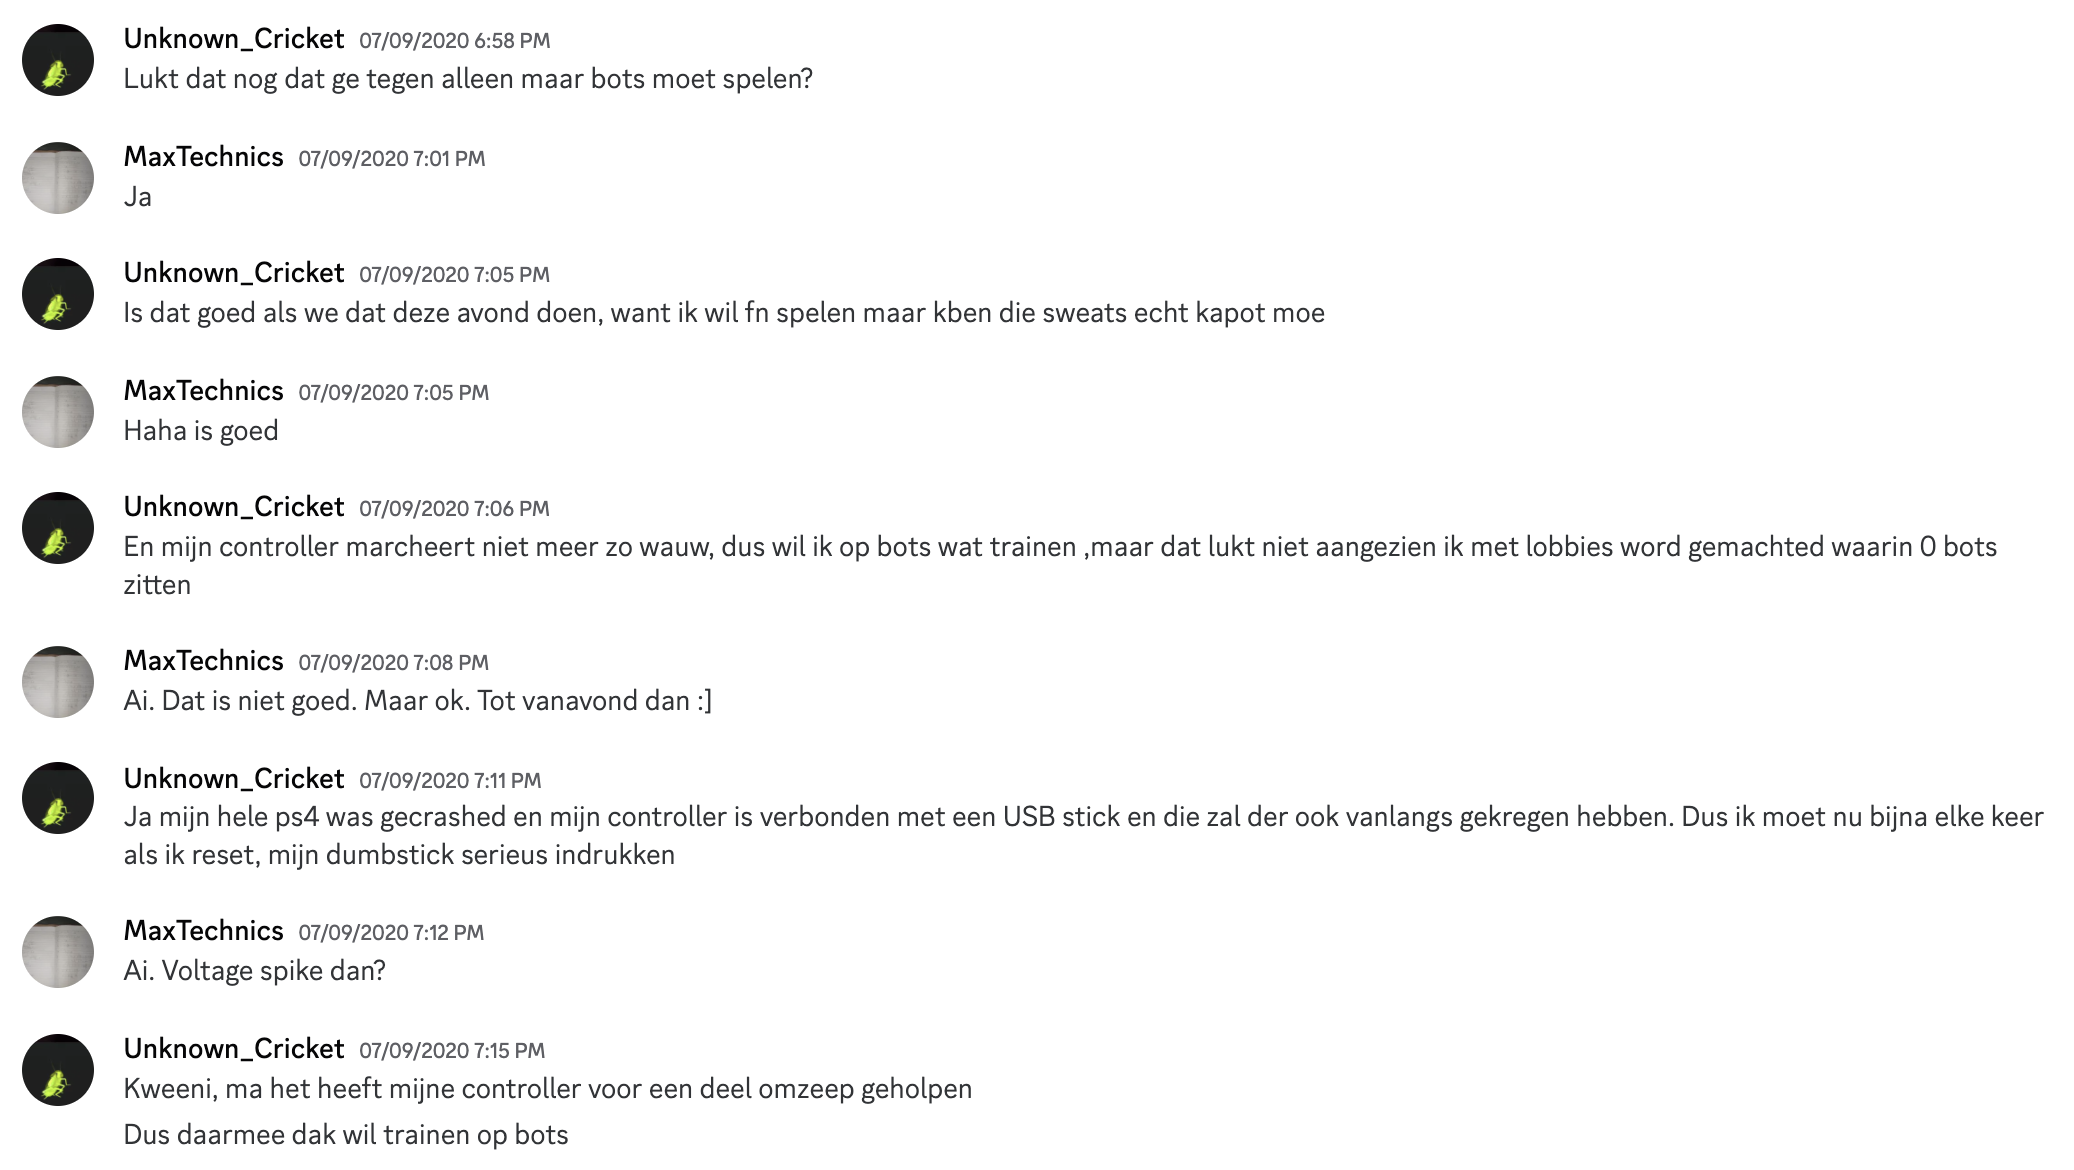 Unknown_Cricket 07/09/2020 6:58 PM
Lukt dat nog dat ge tegen alleen maar bots moet spelen?
MaxTechnics 07/09/2020 7:01 PM
Ja
Unknown_Cricket 07/09/2020 7:05 PM
Is dat goed als we dat deze avond doen, want ik wil fn spelen maar kben die sweats echt kapot moe
MaxTechnics 07/09/2020 7:05 PM
Haha is goed
Unknown_Cricket 07/09/2020 7:06 PM
En mijn controller marcheert niet meer zo wauw, dus wil ik op bots wat trainen ,maar dat lukt niet aangezien ik met lobbies word gemachted waarin 0 bots
zitten
MaxTechnics 07/09/2020 7:08 PM
Ai. Dat is niet goed. Maar ok. Tot vanavond dan :]
Unknown_Cricket 07/09/2020 7:11 PM
Ja mijn hele ps4 was gecrashed en mijn controller is verbonden met een USB stick en die zal der ook vanlangs gekregen hebben. Dus ik moet nu bijna elke keer
als ik reset, mijn dumbstick serieus indrukken
MaxTechnics 07/09/2020 7:12 PM
Ai. Voltage spike dan?
Unknown_Cricket 07/09/2020 7:15 PM
Kweeni, ma het heeft mijne controller voor een deel omzeep geholpen
Dus daarmee dak wil trainen op bots